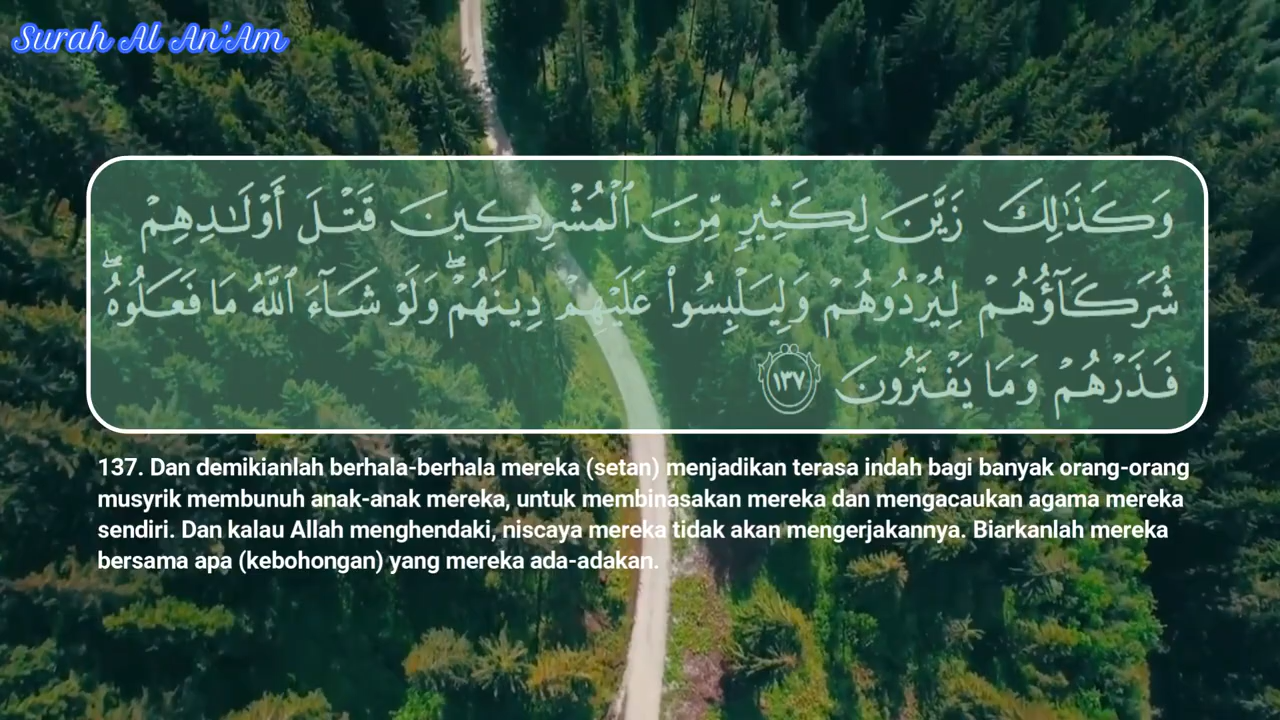 Surah Al An'Am
وَكَذَٰلِكَ زَيَّنَ لِكَثِيرٍ مِّنَ ٱلْمُشْرِكِينَ قَتْلَ أَوْلَـٰدِهِمْ
شُرَكَآؤُهُمْ لِيُرْدُوهُمْ وَلِيَلْبِسُوا۟ عَلَيْهِمْ دِينَهُمْ ۖ وَلَوْ شَآءَ ٱللَّهُ مَا فَعَلُوهُ ۖ
فَذَرْهُمْ وَمَا يَفْتَرُونَ ١٣٧
137. Dan demikianlah berhala-berhala mereka (setan) menjadikan terasa indah bagi banyak orang-orang
musyrik membunuh anak-anak mereka, untuk membinasakan mereka dan mengacaukan agama mereka
sendiri. Dan kalau Allah menghendaki, niscaya mereka tidak akan mengerjakannya. Biarkanlah mereka
bersama apa (kebohongan) yang mereka ada-adakan.